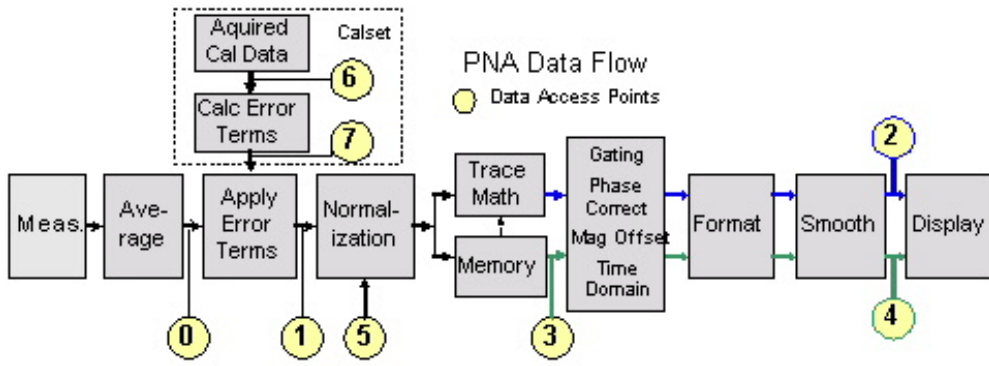 Aquired
Cal Data
Calset
6
Calc Error
Terms
7
PNA Data Flow
Data Access Points
Meas.
Ave-
rage
Apply
Error
Terms
Normal-
ization
Trace
Math
Memory
Gating
Phase
Correct
Mag Offset
Time
Domain
Format
Smooth
Display
2
0
1
5
3
4